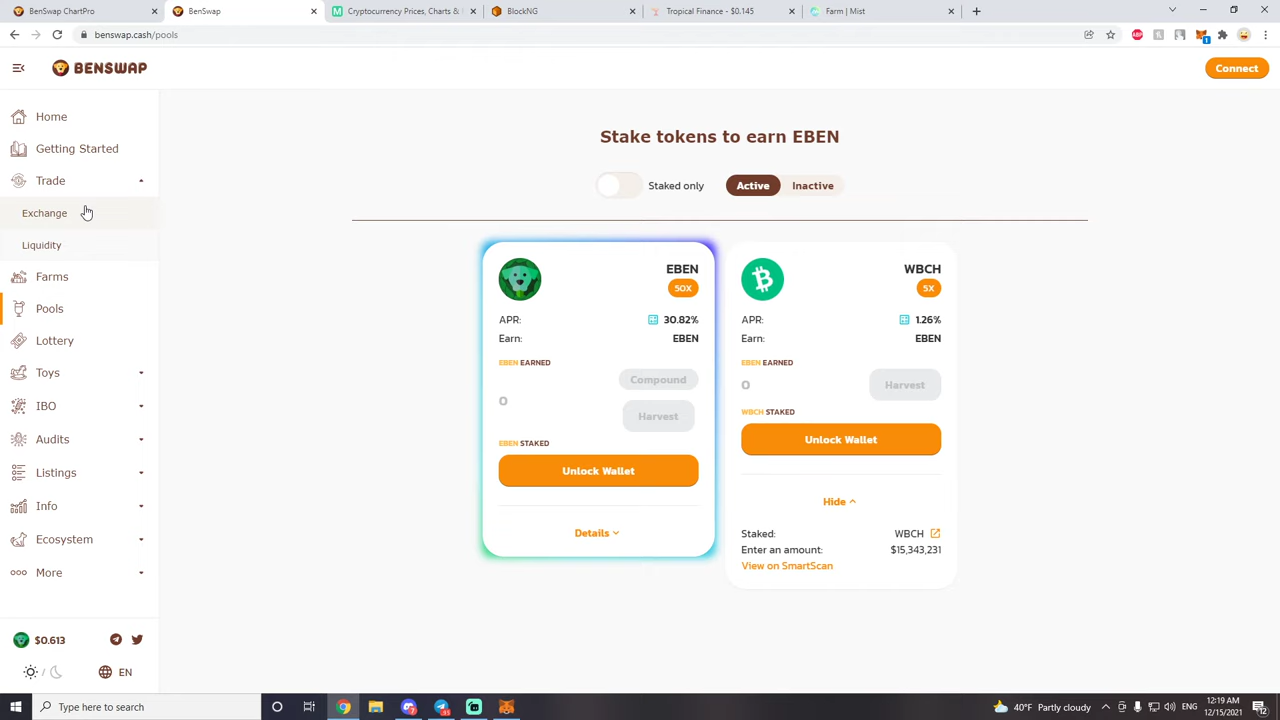 BenSwap ChartPro
BenSwap
Cryptocurrency Prices, Charts &
BlockNG
Tropical Finance - $0.145
Farm | Mist
benswap.cash/pools
BENSWAP
Connect
Home
Getting Started
Trade
Exchange
Liquidity
Farms
Pools
Lottery
Toys
IBO
Audits
Listings
Info
Ecosystem
More
$0.613
EN
Stake tokens to earn EBEN
Staked only
Active
Inactive
EBEN
50X
APR: 30.82%
Earn: EBEN
EBEN EARNED
Compound
0
Harvest
EBEN STAKED
Unlock Wallet
Details
WBCH
5X
APR: 1.26%
Earn: EBEN
EBEN EARNED
0
Harvest
WBCH STAKED
Unlock Wallet
Hide
Staked: WBCH
Enter an amount: $15,343,231
View on SmartScan
Type here to search
40°F Partly cloudy
ENG
12:19 AM
12/15/2021